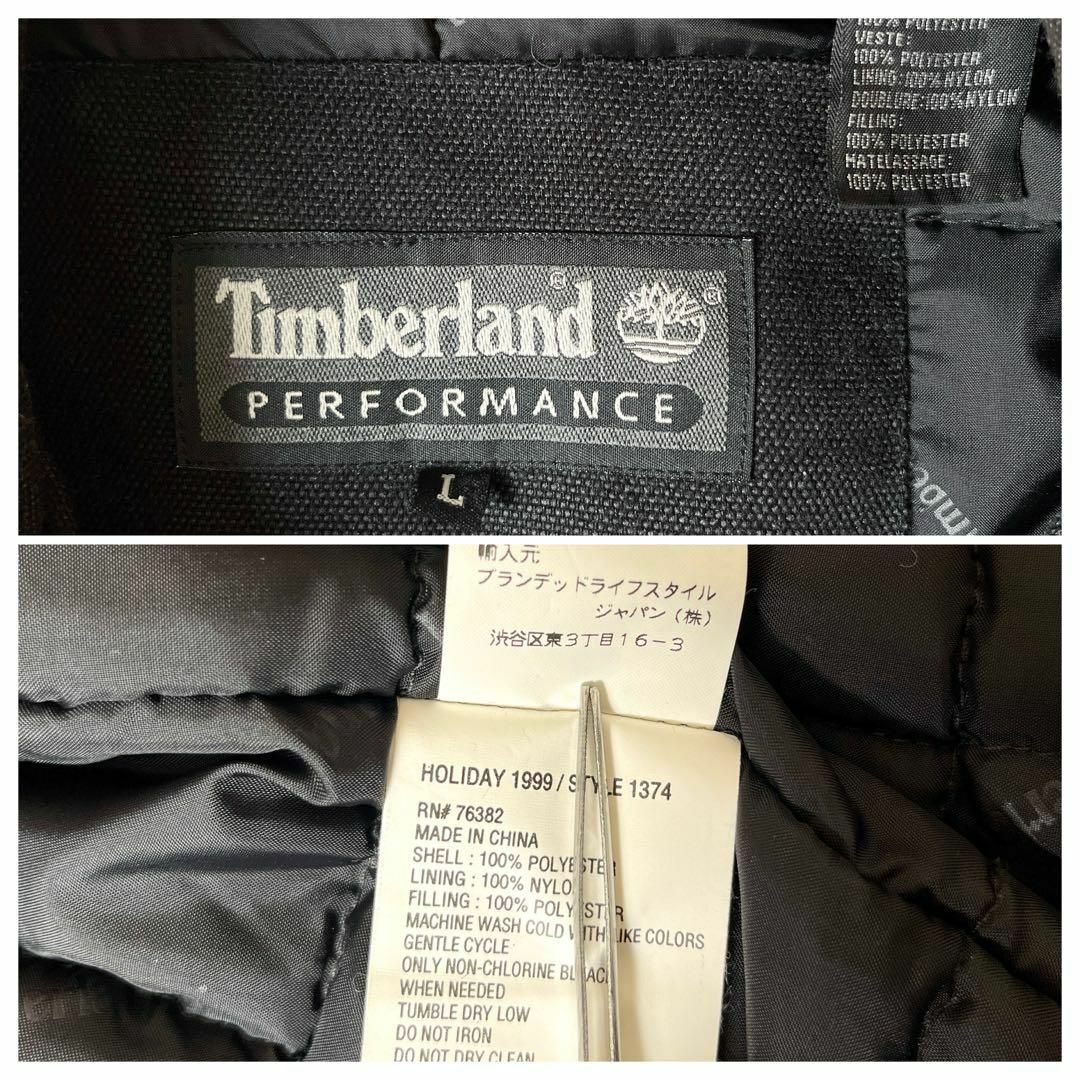 100% POLYESTER
VESTE:
100% POLYESTER
LINING:100% NYLON
DOUBLURE:100%NYLON
FILLING:
100% POLYESTER
MATELASSAGE:
100% POLYESTER
Timberland®
®
PERFORMANCE
L
輸入元
ブランデッドライフスタイル
ジャパン(株)
渋谷区東3丁目16-3
HOLIDAY 1999 / STYLE 1374
RN# 76382
MADE IN CHINA
SHELL : 100% POLYESTER
LINING : 100% NYLO
FILLING : 100% POLYESTER
MACHINE WASH COLD WITH LIKE COLORS
GENTLE CYCLE
ONLY NON-CHLORINE BLEACH
WHEN NEEDED
TUMBLE DRY LOW
DO NOT IRON
DO NOT DRY CLEAN